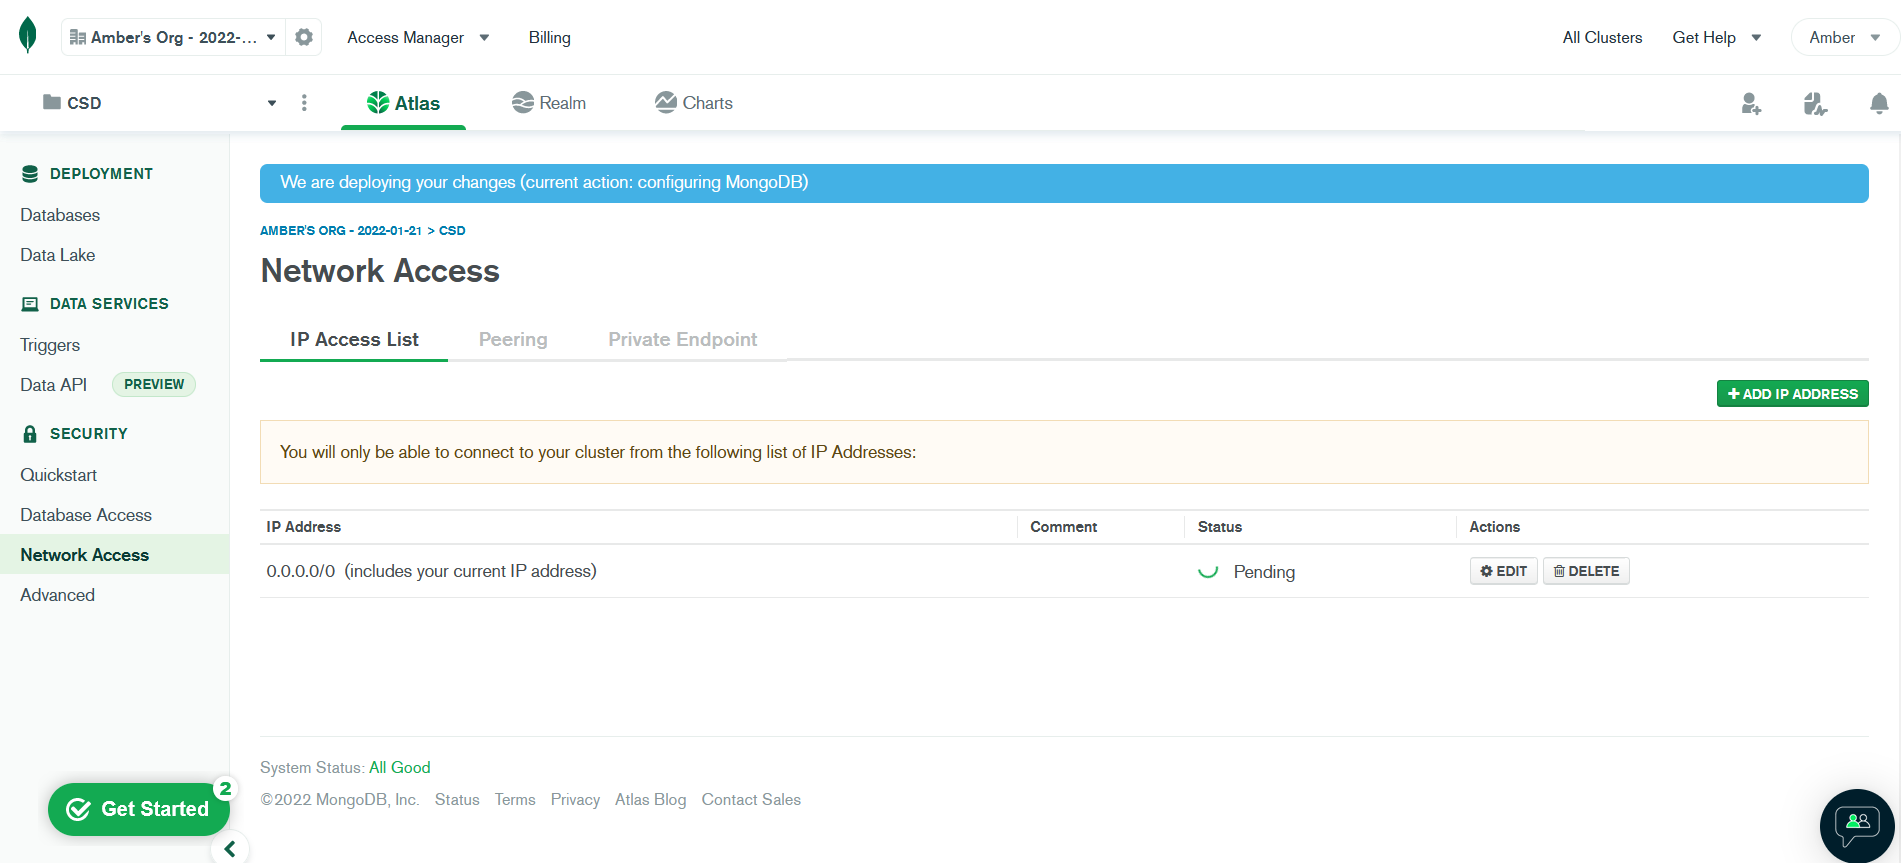 Amber's Org - 2022-...
Access Manager
Billing
All Clusters
Get Help
Amber
CSD
Atlas
Realm
Charts
DEPLOYMENT
Databases
Data Lake
DATA SERVICES
Triggers
Data API PREVIEW
SECURITY
Quickstart
Database Access
Network Access
Advanced
Get Started 2
We are deploying your changes (current action: configuring MongoDB)
AMBER'S ORG - 2022-01-21 > CSD
Network Access
IP Access List
Peering
Private Endpoint
+ ADD IP ADDRESS
You will only be able to connect to your cluster from the following list of IP Addresses:
IP Address
Comment
Status
Actions
0.0.0.0/0 (includes your current IP address)
Pending
EDIT
DELETE
System Status: All Good
©2022 MongoDB, Inc. Status Terms Privacy Atlas Blog Contact Sales